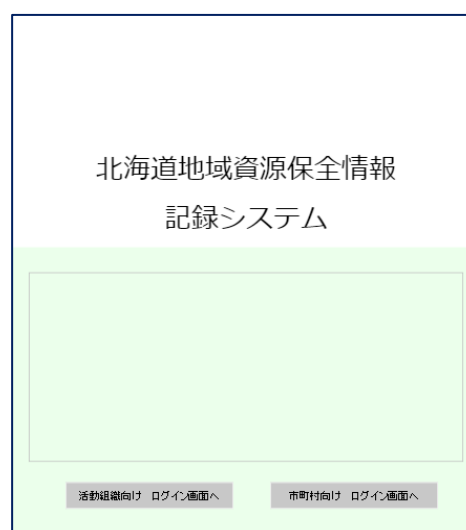 北海道地域資源保全情報
記録システム
活動組織向け　ログイン画面へ
市町村向け　ログイン画面へ